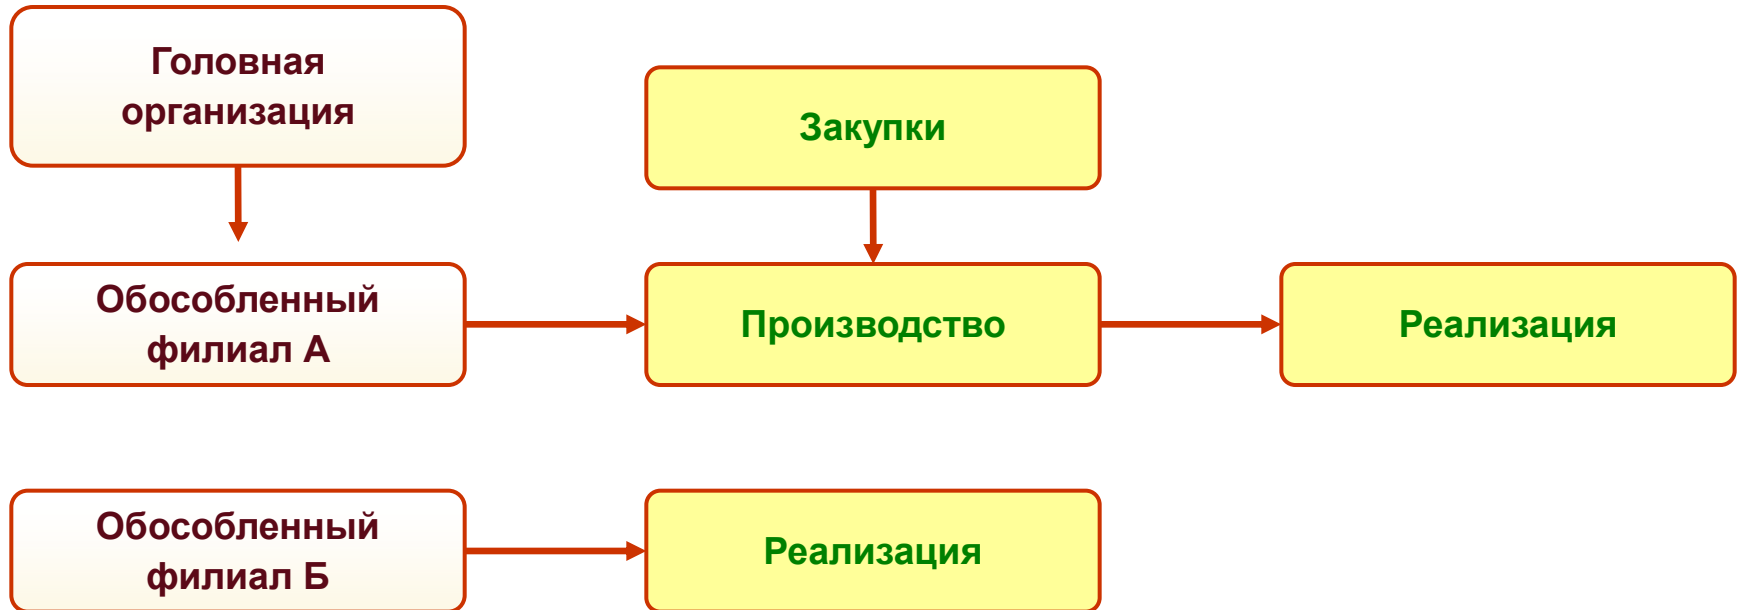 Головная
организация
Закупки
Обособленный
филиал А
Производство
Реализация
Обособленный
филиал Б
Реализация